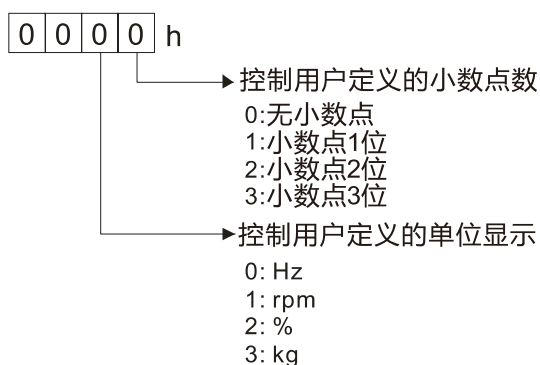 0 0 0 0 h
控制用户定义的小数点数
0:无小数点
1:小数点1位
2:小数点2位
3:小数点3位
控制用户定义的单位显示
0: Hz
1: rpm
2: %
3: kg